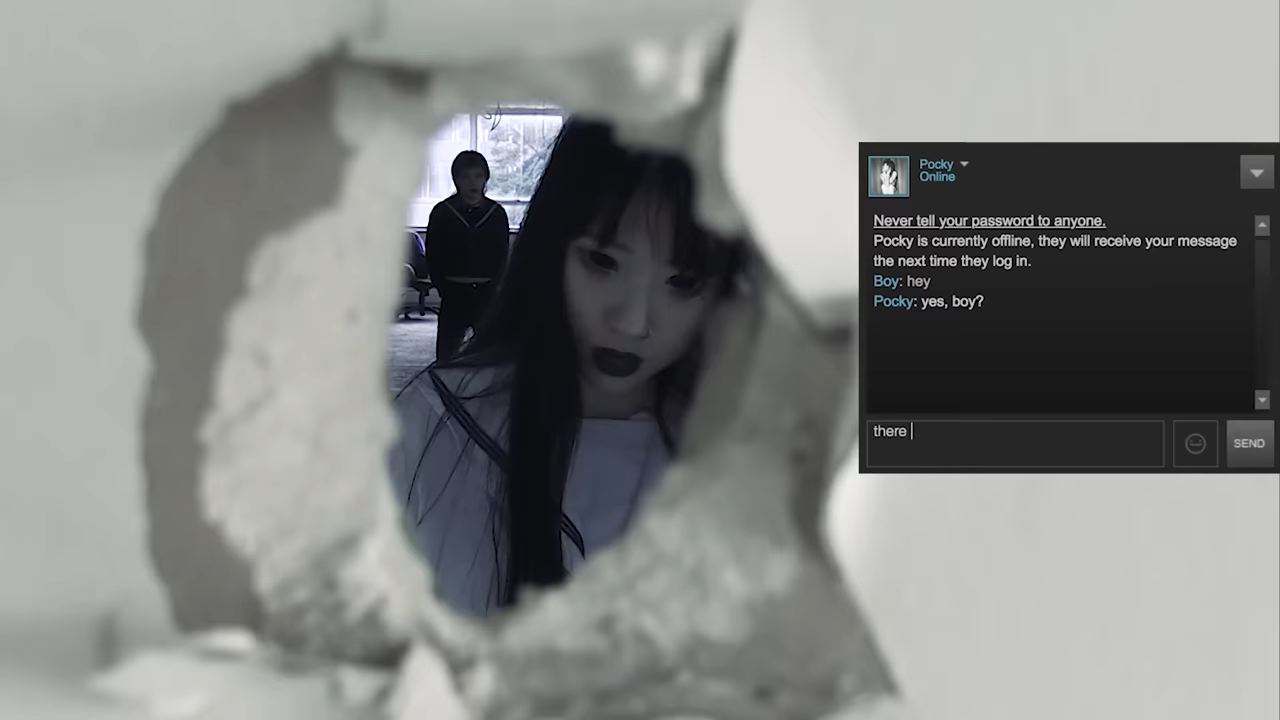 Pocky
Online
Never tell your password to anyone.
Pocky is currently offline, they will receive your message
the next time they log in.
Boy: hey
Pocky: yes, boy?
there
SEND